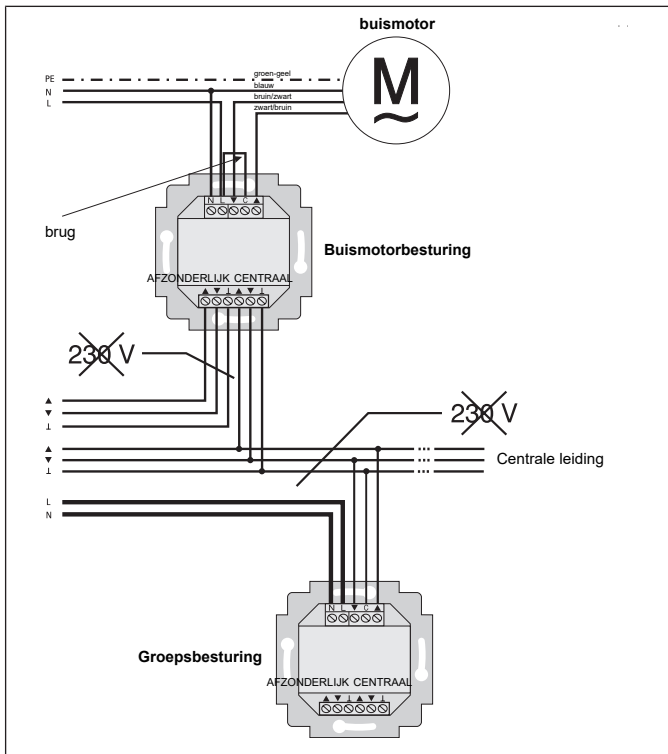 buismotor
M
PE
groen-geel
N
blauw
L
bruin/zwart
zwart/bruin
brug
N L ▼ C ▲
Buismotorbesturing
AFZONDERLIJK CENTRAAL
▲ ▼ ⊥ ▲ ▼ ⊥
230 V
▲
▼
⊥
230 V
▲
▼
⊥
Centrale leiding
L
N
N L ▼ C ▲
Groepsbesturing
AFZONDERLIJK CENTRAAL
▲ ▼ ⊥ ▲ ▼ ⊥